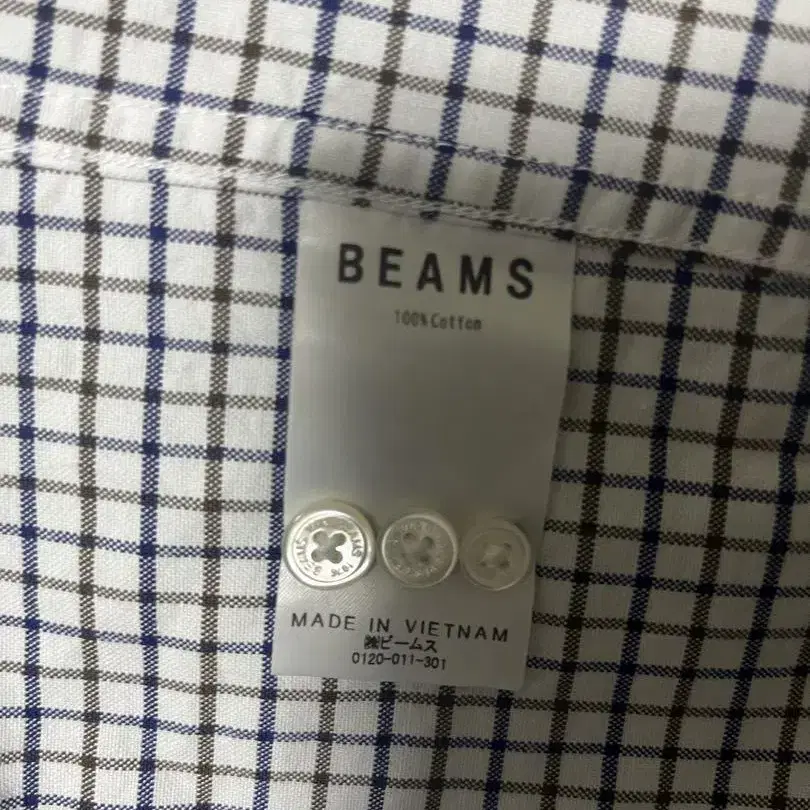 BEAMS
100% Cotton
MADE IN VIETNAM
㈱ビームス
0120-011-301